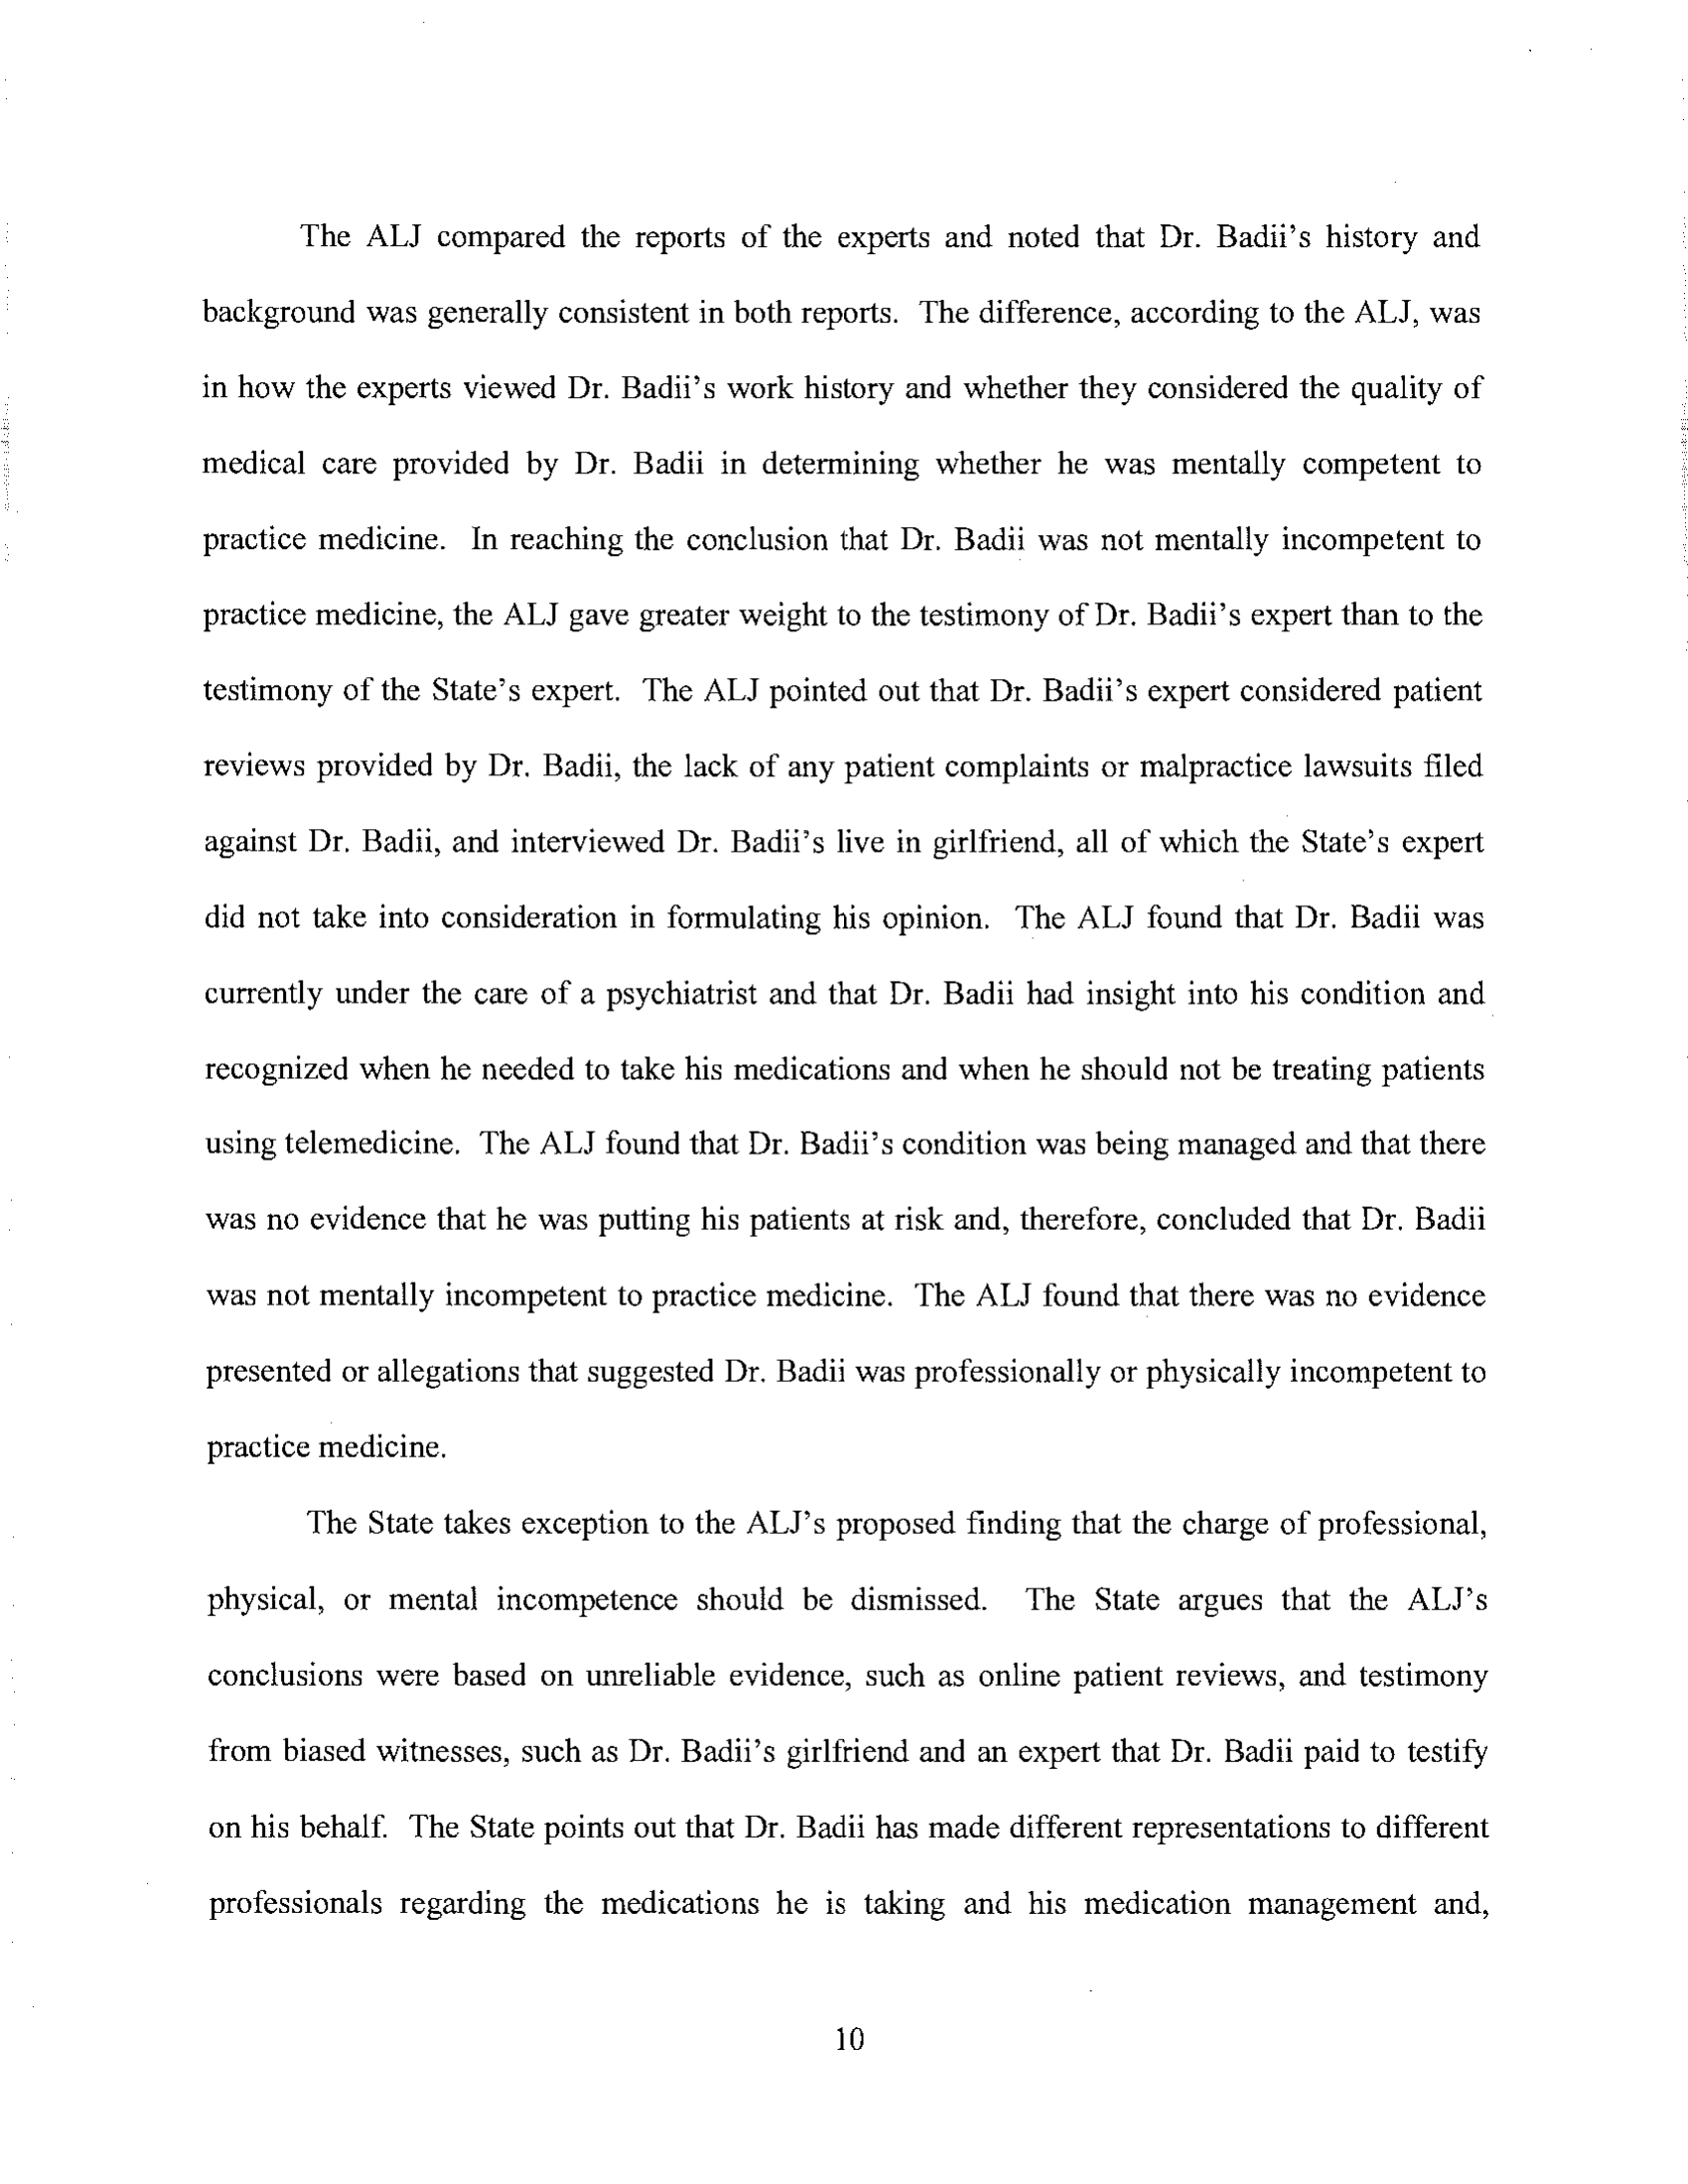 The ALJ compared the reports of the experts and noted that Dr. Badii's history and
background was generally consistent in both reports. The difference, according to the ALJ, was
in how the experts viewed Dr. Badii's work history and whether they considered the quality of
medical care provided by Dr. Badii in determining whether he was mentally competent to
practice medicine. In reaching the conclusion that Dr. Badii was not mentally incompetent to
practice medicine, the ALJ gave greater weight to the testimony of Dr. Badii's expert than to the
testimony of the State's expert. The ALJ pointed out that Dr. Badii's expert considered patient
reviews provided by Dr. Badii, the lack of any patient complaints or malpractice lawsuits filed
against Dr. Badii, and interviewed Dr. Badii's live in girlfriend, all of which the State's expert
did not take into consideration in formulating his opinion. The ALJ found that Dr. Badii was
currently under the care of a psychiatrist and that Dr. Badii had insight into his condition and
recognized when he needed to take his medications and when he should not be treating patients
using telemedicine. The ALJ found that Dr. Badii's condition was being managed and that there
was no evidence that he was putting his patients at risk and, therefore, concluded that Dr. Badii
was not mentally incompetent to practice medicine. The ALJ found that there was no evidence
presented or allegations that suggested Dr. Badii was professionally or physically incompetent to
practice medicine.
The State takes exception to the ALJ's proposed finding that the charge of professional,
physical, or mental incompetence should be dismissed. The State argues that the ALJ's
conclusions were based on unreliable evidence, such as online patient reviews, and testimony
from biased witnesses, such as Dr. Badii's girlfriend and an expert that Dr. Badii paid to testify
on his behalf. The State points out that Dr. Badii has made different representations to different
professionals regarding the medications he is taking and his medication management and,
10